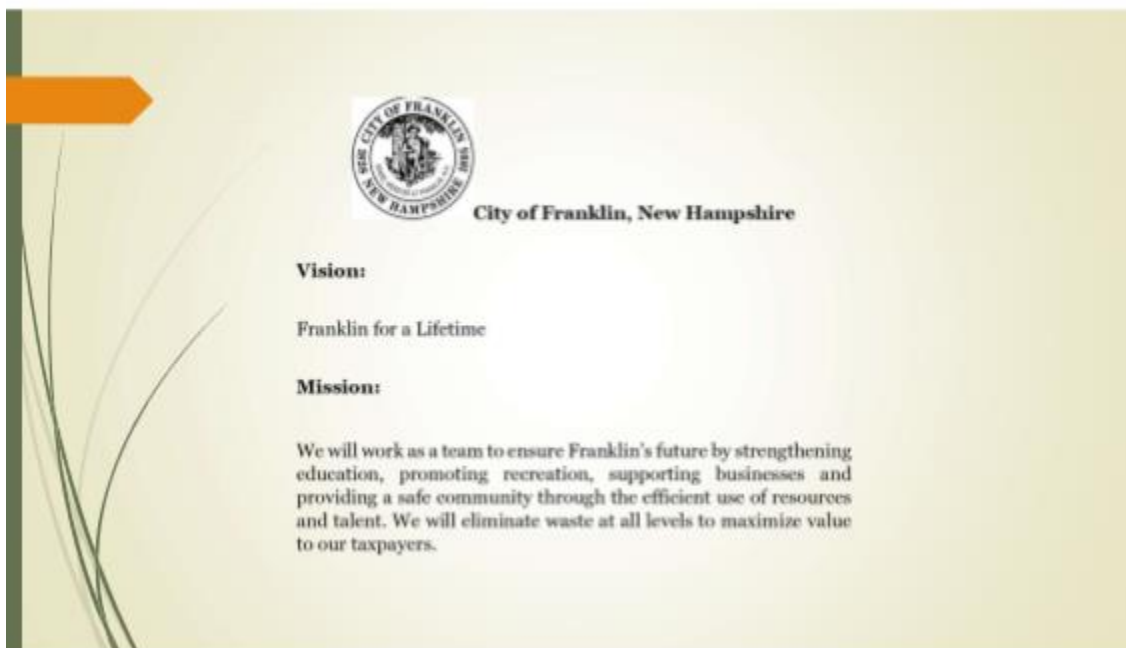 CITY OF FRANKLIN
NEW HAMPSHIRE
City of Franklin, New Hampshire
Vision:
Franklin for a Lifetime
Mission:
We will work as a team to ensure Franklin's future by strengthening
education, promoting recreation, supporting businesses and
providing a safe community through the efficient use of resources
and talent. We will eliminate waste at all levels to maximize value
to our taxpayers.